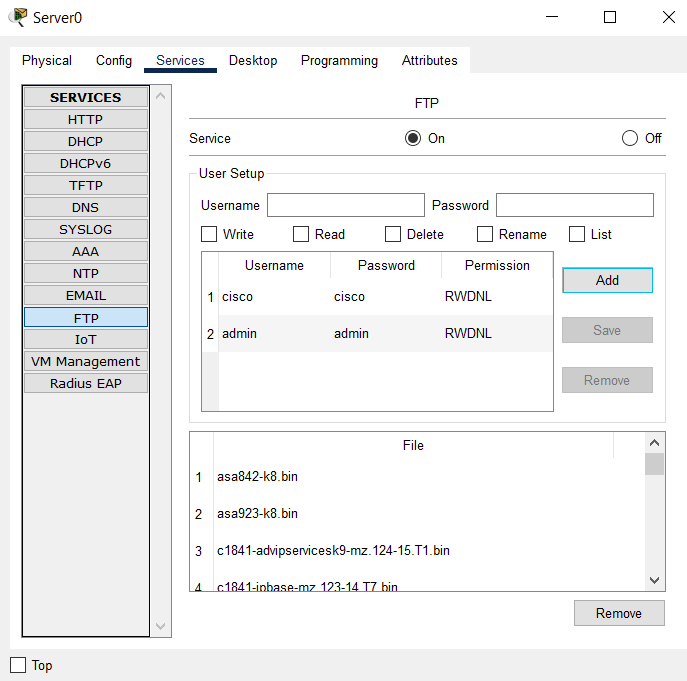 Server0
Physical Config Services Desktop Programming Attributes
SERVICES
HTTP
DHCP
DHCPv6
TFTP
DNS
SYSLOG
AAA
NTP
EMAIL
FTP
IoT
VM Management
Radius EAP
FTP
Service On Off
User Setup
Username Password
Write Read Delete Rename List
Username Password Permission
1 cisco cisco RWDNL
2 admin admin RWDNL
Add
Save
Remove
File
1 asa842-k8.bin
2 asa923-k8.bin
3 c1841-advipservicesk9-mz.124-15.T1.bin
4 c1841-ipbase-mz.123-14.T7.bin
Remove
Top